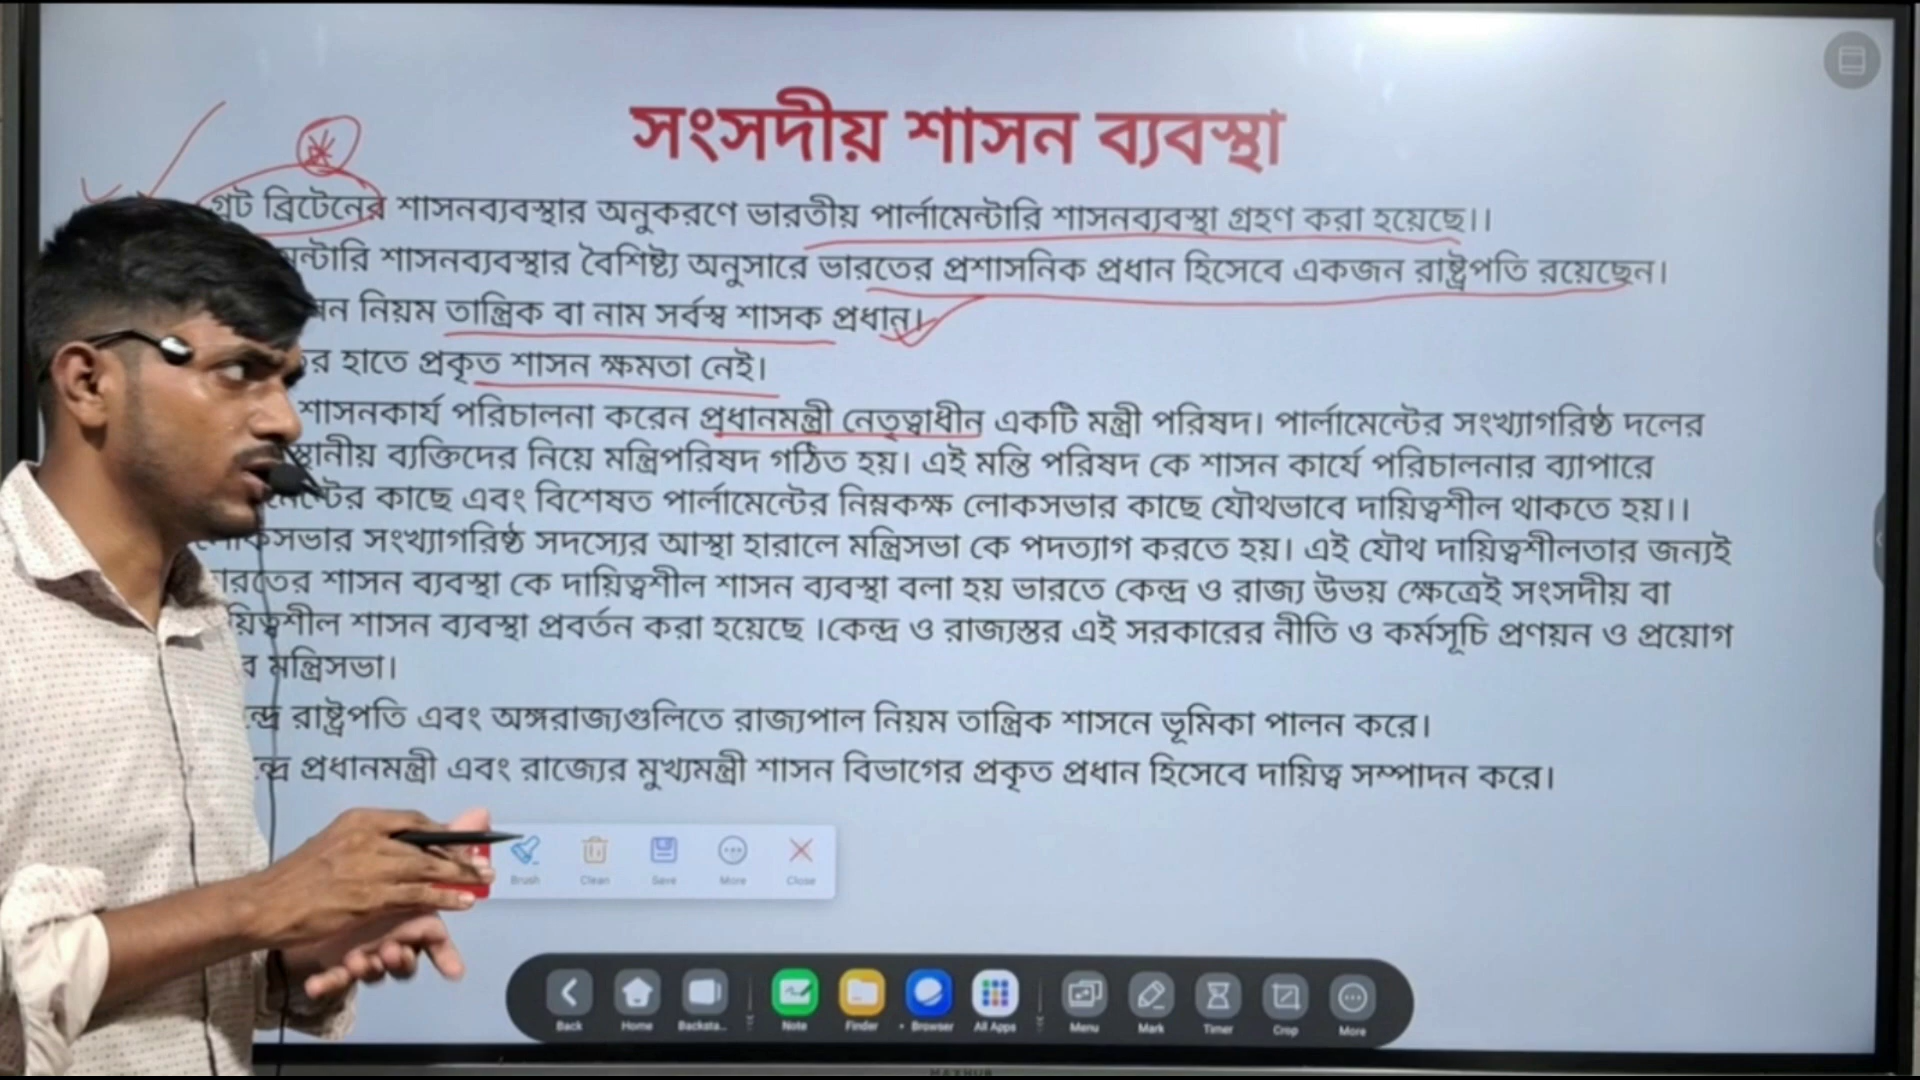 সংসদীয় শাসন ব্যবস্থা
গ্রট ব্রিটেনের শাসনব্যবস্থার অনুকরণে ভারতীয় পার্লামেন্টারি শাসনব্যবস্থা গ্রহণ করা হয়েছে।।
শাসনব্যবস্থার বৈশিষ্ট্য অনুসারে ভারতের প্রশাসনিক প্রধান হিসেবে একজন রাষ্ট্রপতি রয়েছেন।
নিয়ম তান্ত্রিক বা নাম সর্বস্ব শাসক প্রধান।
হাতে প্রকৃত শাসন ক্ষমতা নেই।
শাসনকার্য পরিচালনা করেন প্রধানমন্ত্রী নেতৃত্বাধীন একটি মন্ত্রী পরিষদ। পার্লামেন্টের সংখ্যাগরিষ্ঠ দলের
ব্যক্তিদের নিয়ে মন্ত্রিপরিষদ গঠিত হয়। এই মন্তি পরিষদ কে শাসন কার্যে পরিচালনার ব্যাপারে
কাছে এবং বিশেষত পার্লামেন্টের নিম্নকক্ষ লোকসভার কাছে যৌথভাবে দায়িত্বশীল থাকতে হয়।।
সংখ্যাগরিষ্ঠ সদস্যের আস্থা হারালে মন্ত্রিসভা কে পদত্যাগ করতে হয়। এই যৌথ দায়িত্বশীলতার জন্যই
শাসন ব্যবস্থা কে দায়িত্বশীল শাসন ব্যবস্থা বলা হয় ভারতে কেন্দ্র ও রাজ্য উভয় ক্ষেত্রেই সংসদীয় বা
শাসন ব্যবস্থা প্রবর্তন করা হয়েছে ।কেন্দ্র ও রাজ্যস্তর এই সরকারের নীতি ও কর্মসূচি প্রণয়ন ও প্রয়োগ
মন্ত্রিসভা।
রাষ্ট্রপতি এবং অঙ্গরাজ্যগুলিতে রাজ্যপাল নিয়ম তান্ত্রিক শাসনে ভূমিকা পালন করে।
প্রধানমন্ত্রী এবং রাজ্যের মুখ্যমন্ত্রী শাসন বিভাগের প্রকৃত প্রধান হিসেবে দায়িত্ব সম্পাদন করে।
Brush Clean Save More Close
Back Home Backsta... Note Finder Browser All Apps Menu Mark Timer Crop More
MAXHUB